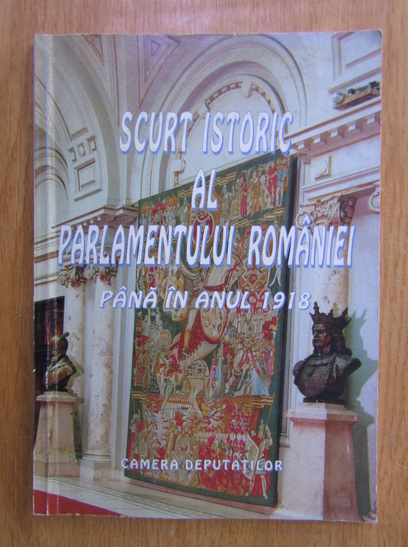 SCURT ISTORIC
AL
PARLAMENTULUI ROMÂNIEI
PÂNĂ ÎN ANUL 1918
CAMERA DEPUTAȚILOR